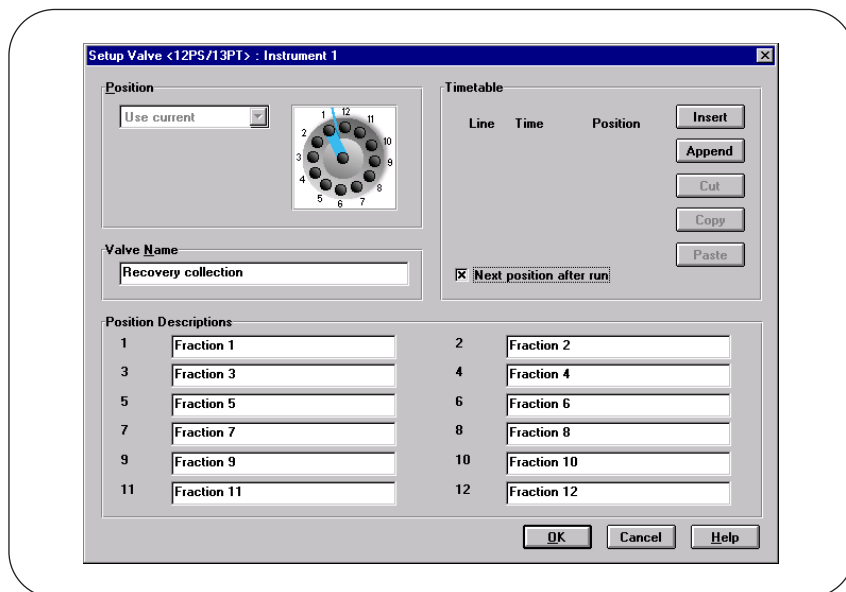 Setup Valve <12PS/13PT> : Instrument 1
Position
Use current
1 12 11
2 10
3 9
4 8
5 6 7
Valve Name
Recovery collection
Timetable
Line Time Position
Insert
Append
Cut
Copy
Paste
Next position after run
Position Descriptions
1 Fraction 1 2 Fraction 2
3 Fraction 3 4 Fraction 4
5 Fraction 5 6 Fraction 6
7 Fraction 7 8 Fraction 8
9 Fraction 9 10 Fraction 10
11 Fraction 11 12 Fraction 12
OK Cancel Help